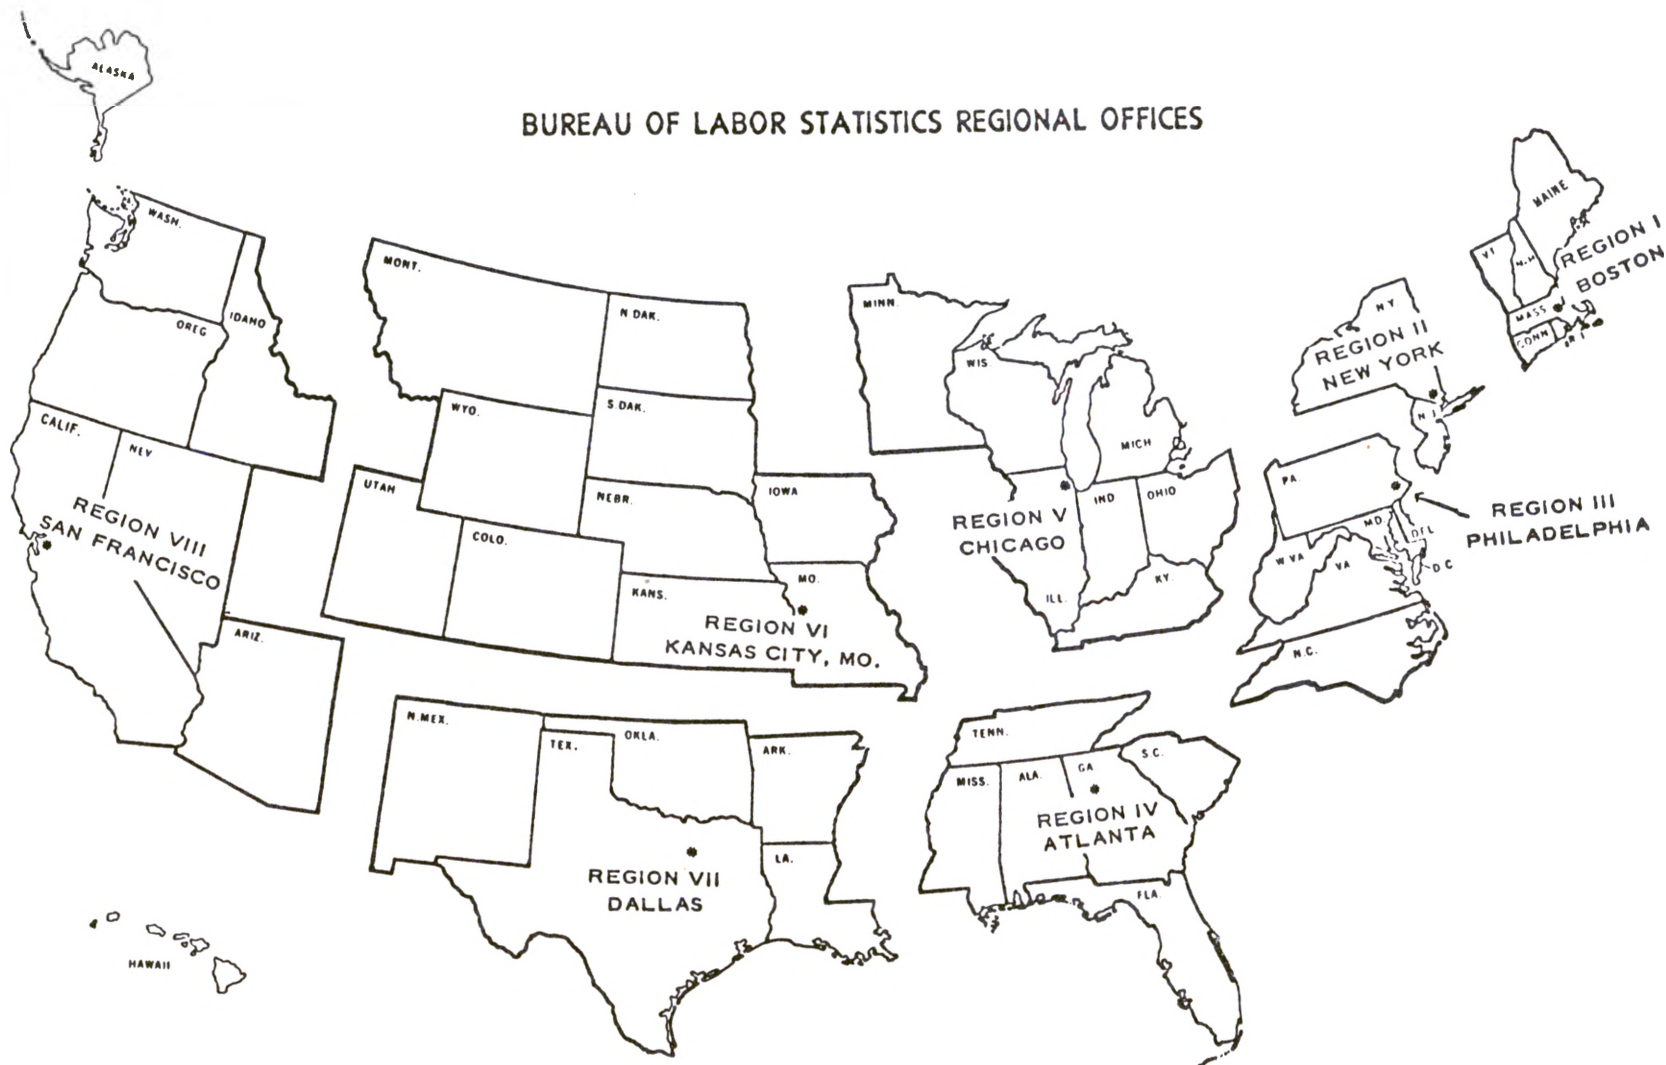 ALASKA
BUREAU OF LABOR STATISTICS REGIONAL OFFICES
WASH.
OREG
IDAHO
CALIF.
NEV
REGION VIII
SAN FRANCISCO
ARIZ.
HAWAII
MONT.
N.DAK.
S.DAK.
WYO.
NEBR.
UTAH
COLO.
KANS.
IOWA
MO.
REGION VI
KANSAS CITY, MO.
N.MEX.
TEX.
OKLA.
ARK.
LA.
REGION VII
DALLAS
MINN.
WIS.
MICH
IND
OHIO
ILL.
KY.
REGION V
CHICAGO
TENN.
MISS.
ALA.
GA
S.C.
FLA.
REGION IV
ATLANTA
PA.
MD.
DEL
D.C
W.VA
VA
N.C.
REGION III
PHILADELPHIA
N.Y
N.J
REGION II
NEW YORK
MAINE
VT
N.H
MASS
CONN
R.I.
REGION I
BOSTON